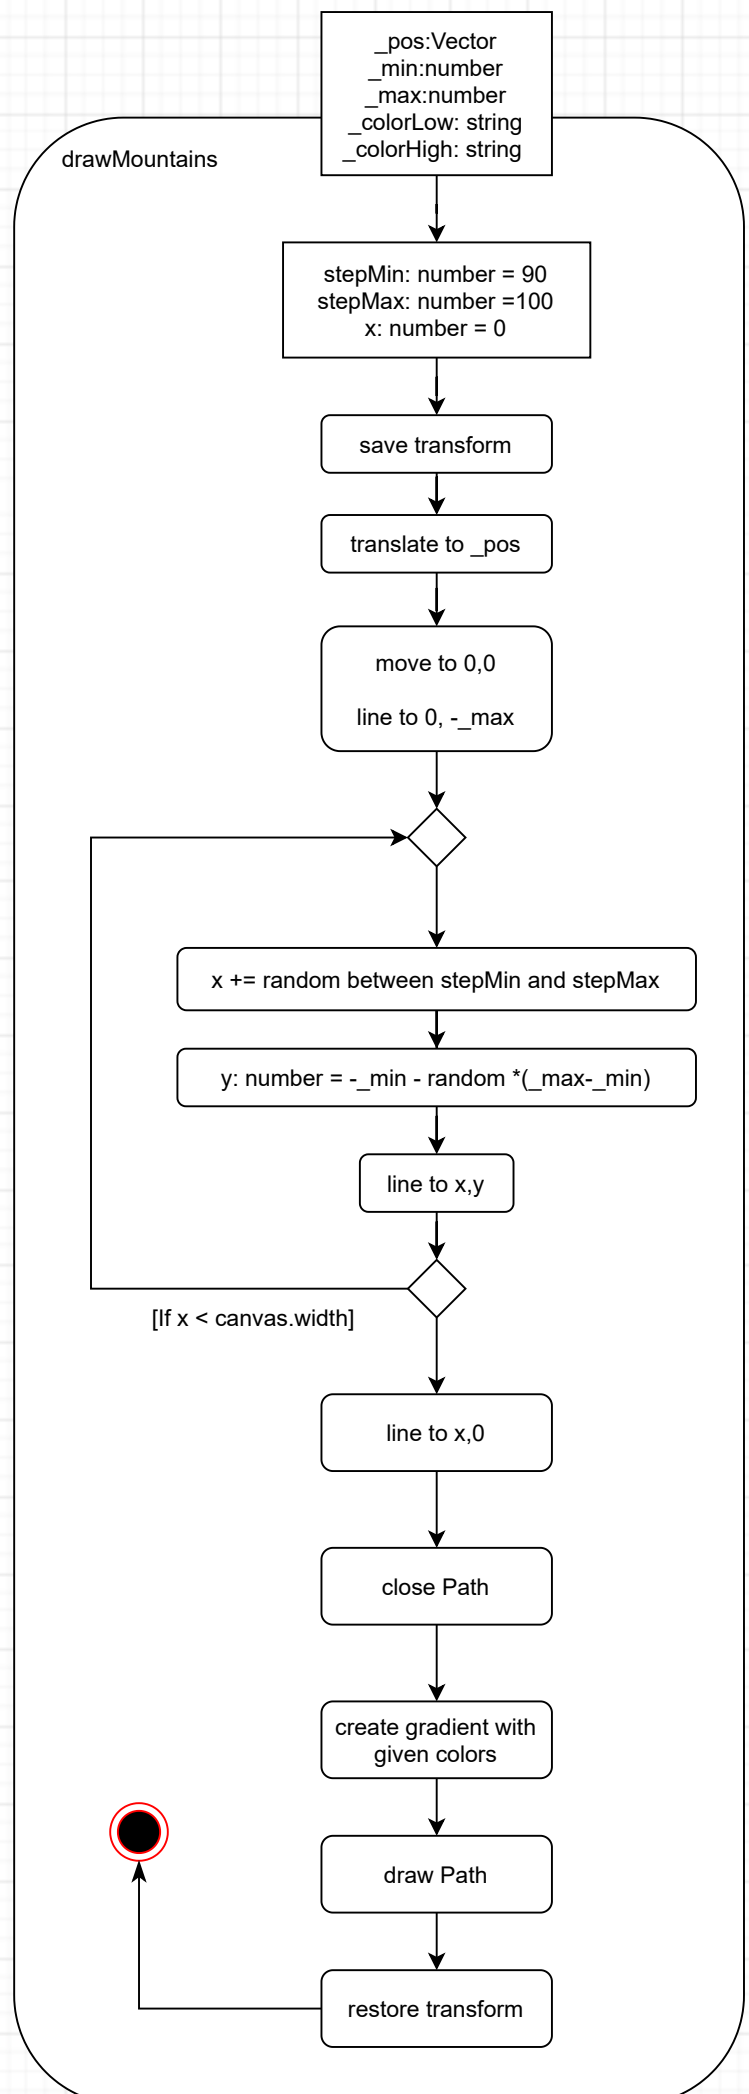 _pos:Vector
_min:number
_max:number
_colorLow: string
_colorHigh: string
drawMountains
stepMin: number = 90
stepMax: number =100
x: number = 0
save transform
translate to _pos
move to 0,0
line to 0, -_max
x += random between stepMin and stepMax
y: number = -_min - random *(_max-_min)
line to x,y
[If x < canvas.width]
line to x,0
close Path
create gradient with
given colors
draw Path
restore transform